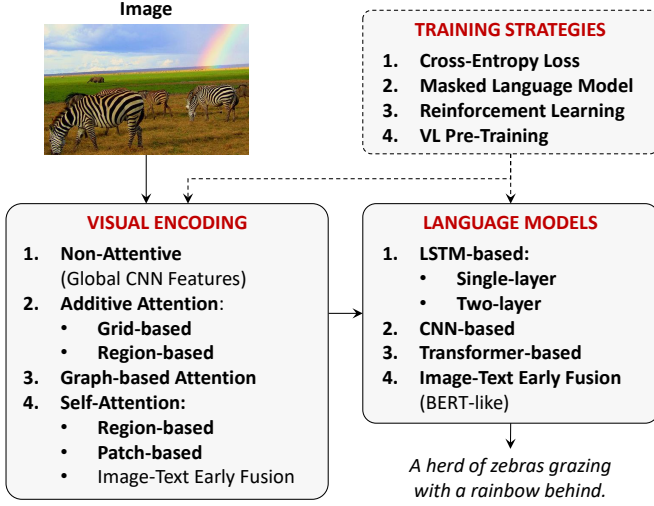 Image
TRAINING STRATEGIES
1. Cross-Entropy Loss
2. Masked Language Model
3. Reinforcement Learning
4. VL Pre-Training
VISUAL ENCODING
1. Non-Attentive
(Global CNN Features)
2. Additive Attention:
• Grid-based
• Region-based
3. Graph-based Attention
4. Self-Attention:
• Region-based
• Patch-based
• Image-Text Early Fusion
LANGUAGE MODELS
1. LSTM-based:
• Single-layer
• Two-layer
2. CNN-based
3. Transformer-based
4. Image-Text Early Fusion
(BERT-like)
A herd of zebras grazing
with a rainbow behind.